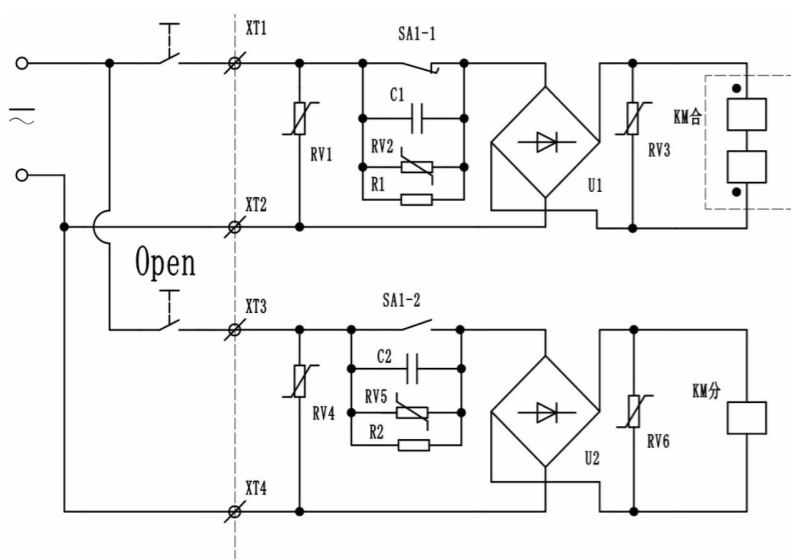 XT1
SA1-1
C1
RV2
R1
RV1
U1
RV3
KM合
XT2
Open
XT3
SA1-2
C2
RV5
R2
RV4
U2
RV6
KM分
XT4